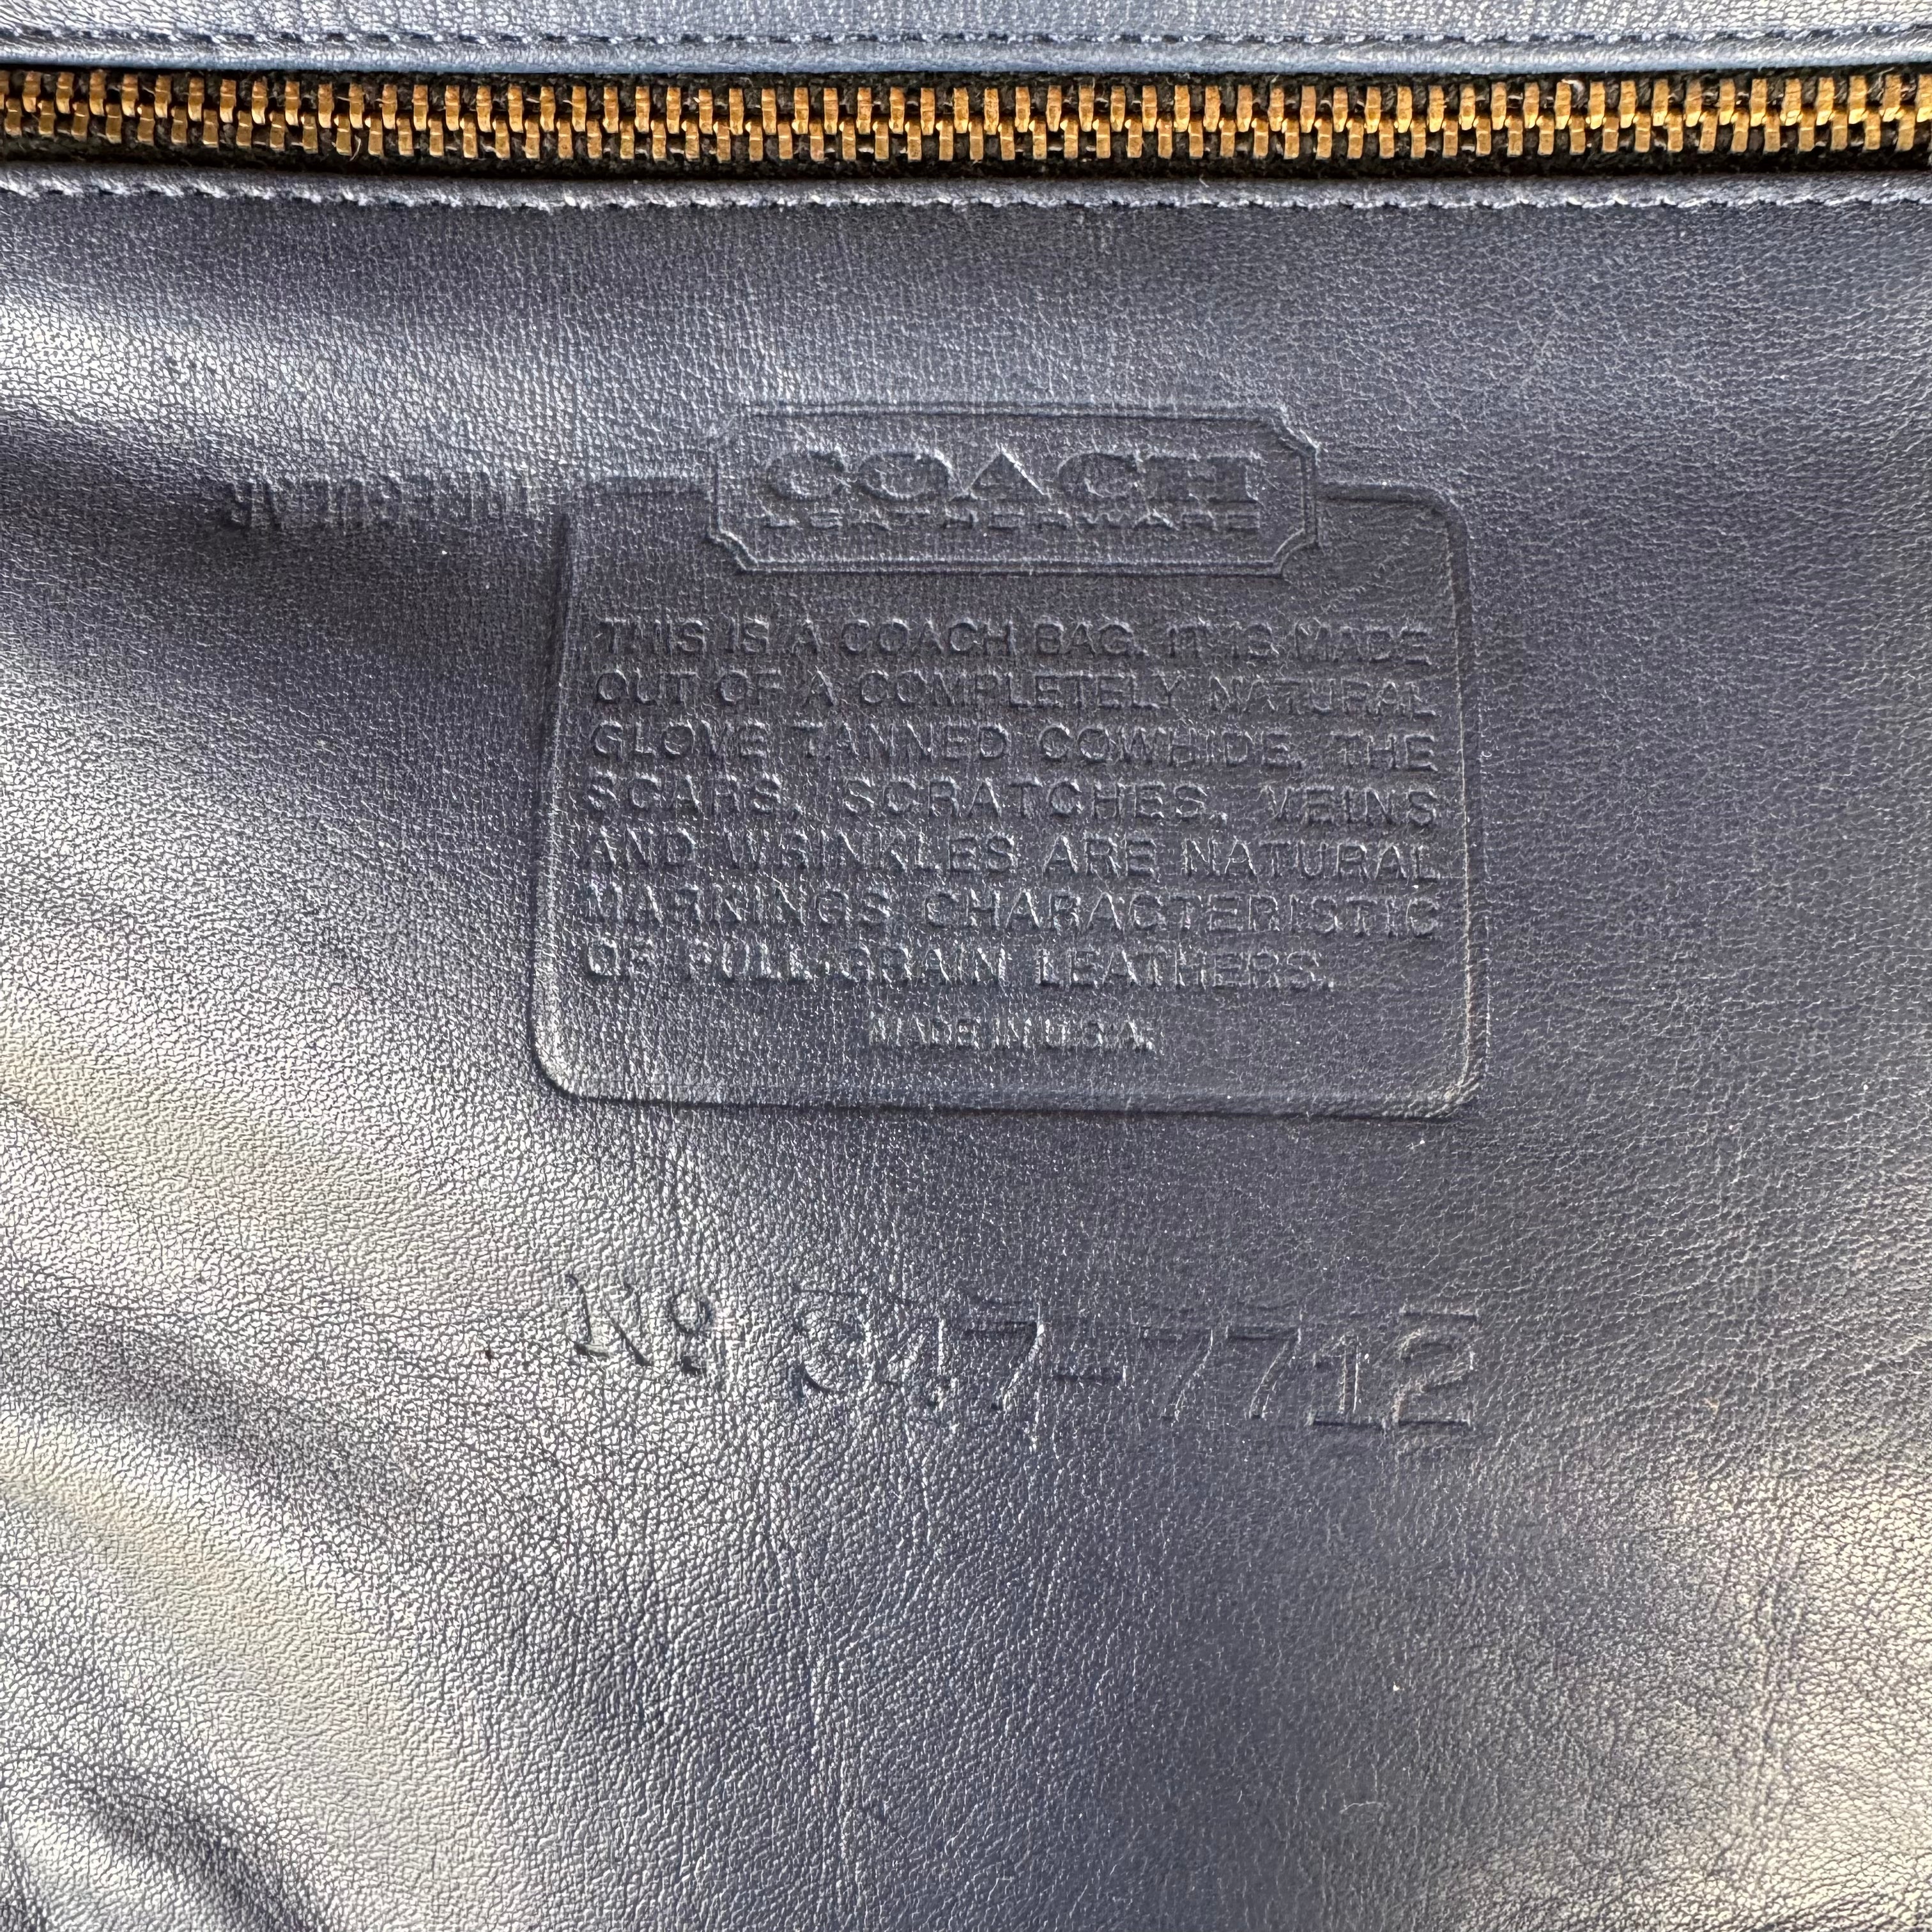 COACH
LEATHERWARE
THIS IS A COACH BAG. IT IS MADE
OUT OF A COMPLETELY NATURAL
GLOVE TANNED COWHIDE. THE
SCARS, SCRATCHES, VEINS
AND WRINKLES ARE NATURAL
MARKINGS CHARACTERISTIC
OF FULL-GRAIN LEATHERS.
MADE IN U.S.A.
Nº 347-7712